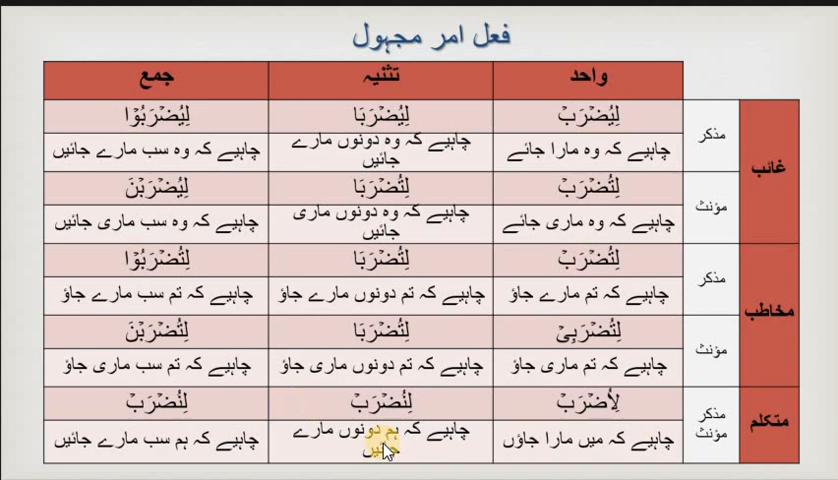 فعل امر مجہول
واحد تثنیہ جمع
غائب مذکر لِيُضْرَبْ لِيُضْرَبَا لِيُضْرَبُوْا
چاہیے کہ وہ مارا جائے چاہیے کہ وہ دونوں مارے جائیں چاہیے کہ وہ سب مارے جائیں
مؤنث لِتُضْرَبْ لِتُضْرَبَا لِيُضْرَبْنَ
چاہیے کہ وہ ماری جائے چاہیے کہ وہ دونوں ماری جائیں چاہیے کہ وہ سب ماری جائیں
مخاطب مذکر لِتُضْرَبْ لِتُضْرَبَا لِتُضْرَبُوْا
چاہیے کہ تم مارے جاؤ چاہیے کہ تم دونوں مارے جاؤ چاہیے کہ تم سب مارے جاؤ
مؤنث لِتُضْرَبِىْ لِتُضْرَبَا لِتُضْرَبْنَ
چاہیے کہ تم ماری جاؤ چاہیے کہ تم دونوں ماری جاؤ چاہیے کہ تم سب ماری جاؤ
متکلم مذکر مؤنث لِأُضْرَبْ لِنُضْرَبْ لِنُضْرَبْ
چاہیے کہ میں مارا جاؤں چاہیے کہ ہم دونوں مارے جائیں چاہیے کہ ہم سب مارے جائیں